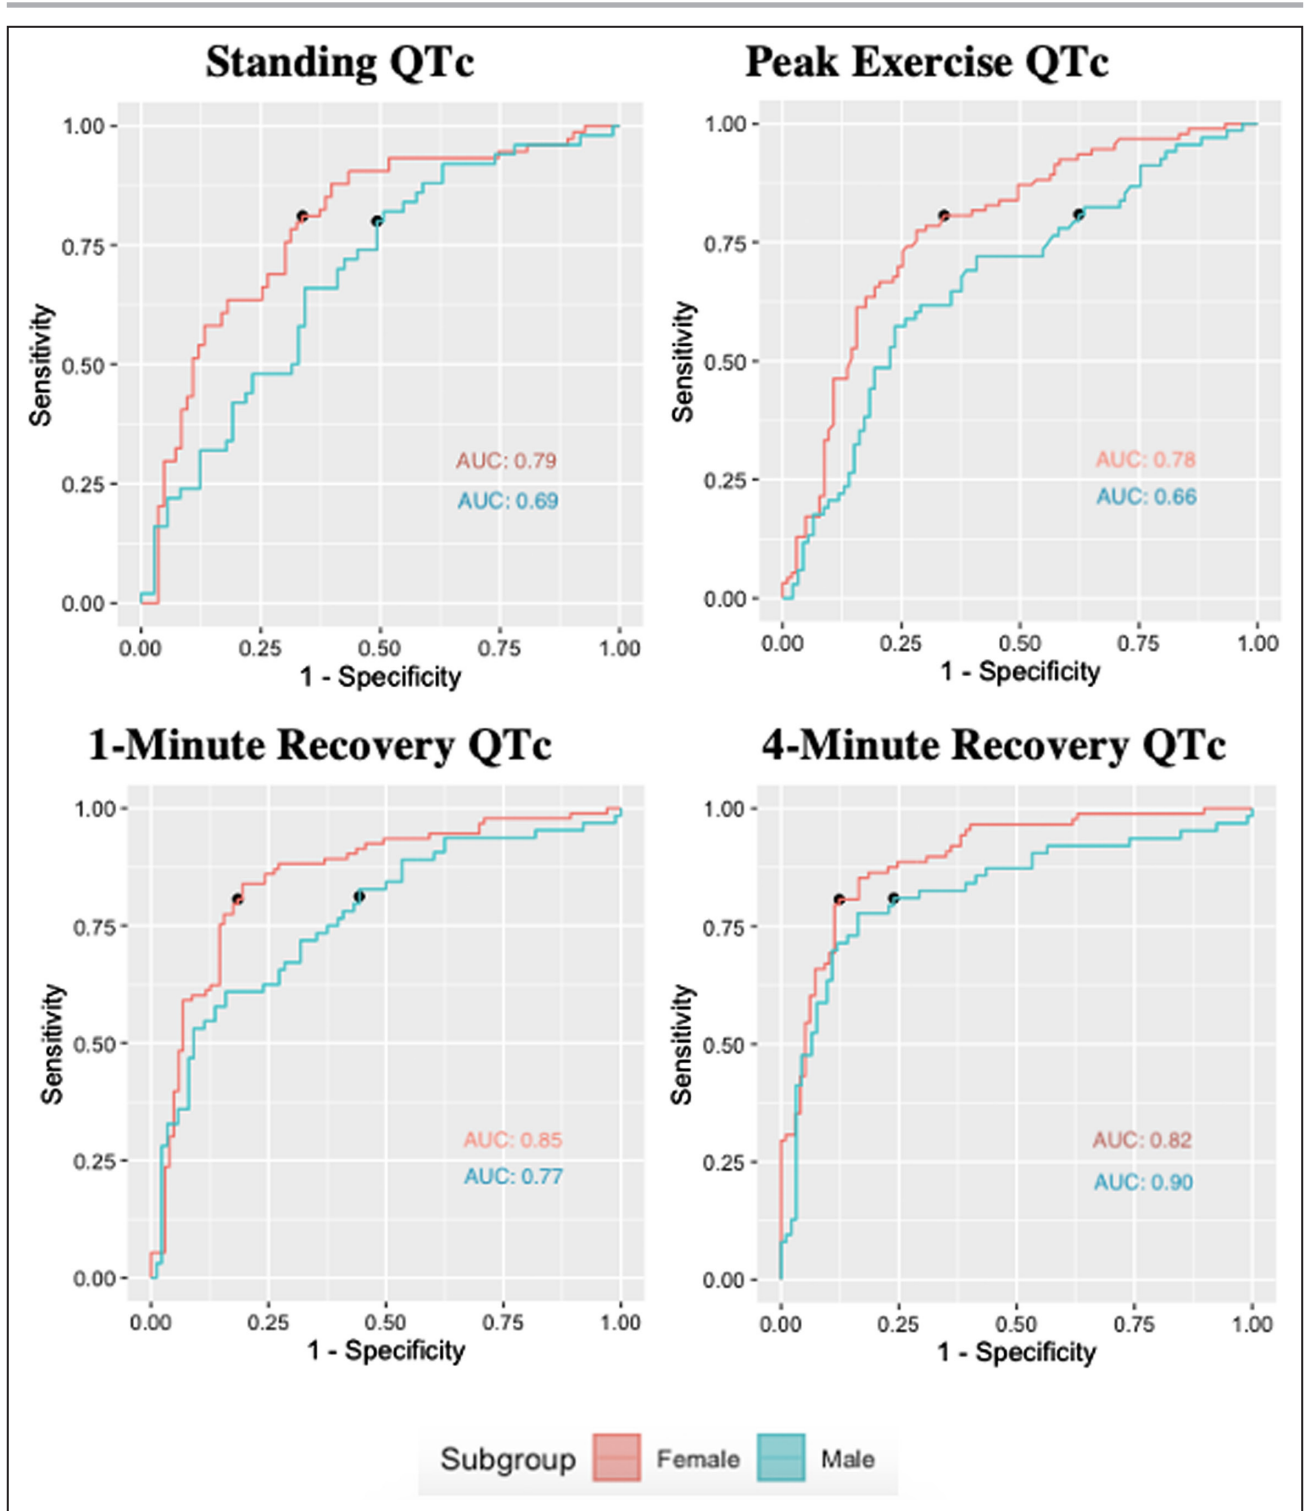 Standing QTc
1.00
0.75
0.50
0.25
0.00
Sensitivity
AUC: 0.79
AUC: 0.69
0.00 0.25 0.50 0.75 1.00
1 - Specificity
Peak Exercise QTc
1.00
0.75
0.50
0.25
0.00
Sensitivity
AUC: 0.78
AUC: 0.66
0.00 0.25 0.50 0.75 1.00
1 - Specificity
1-Minute Recovery QTc
1.00
0.75
0.50
0.25
0.00
Sensitivity
AUC: 0.85
AUC: 0.77
0.00 0.25 0.50 0.75 1.00
1 - Specificity
4-Minute Recovery QTc
1.00
0.75
0.50
0.25
0.00
Sensitivity
AUC: 0.82
AUC: 0.90
0.00 0.25 0.50 0.75 1.00
1 - Specificity
Subgroup Female Male